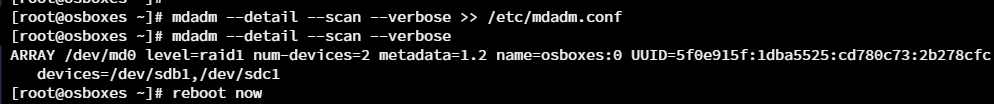 [root@osboxes ~]# mdadm --detail --scan --verbose >> /etc/mdadm.conf
[root@osboxes ~]# mdadm --detail --scan --verbose
ARRAY /dev/md0 level=raid1 num-devices=2 metadata=1.2 name=osboxes:0 UUID=5f0e915f:1dba5525:cd780c73:2b278cfc
   devices=/dev/sdb1,/dev/sdc1
[root@osboxes ~]# reboot now